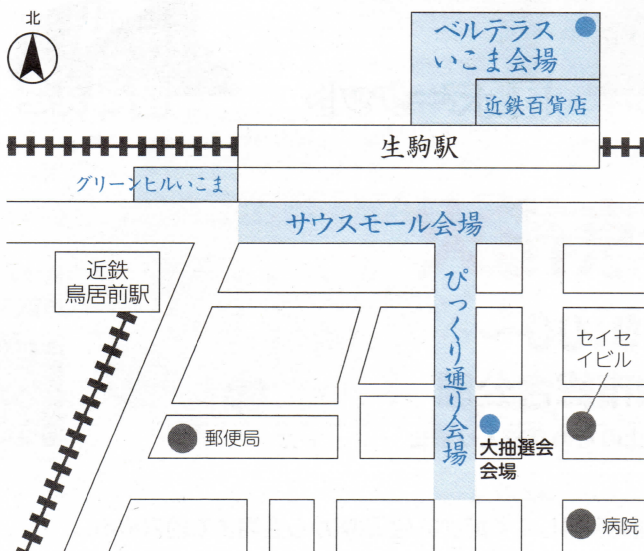 北
ベルテラス
いこま会場
近鉄百貨店
生駒駅
グリーンヒルいこま
サウスモール会場
近鉄
鳥居前駅
ぴっくり通り会場
セイセ
イビル
郵便局
大抽選会
会場
病院